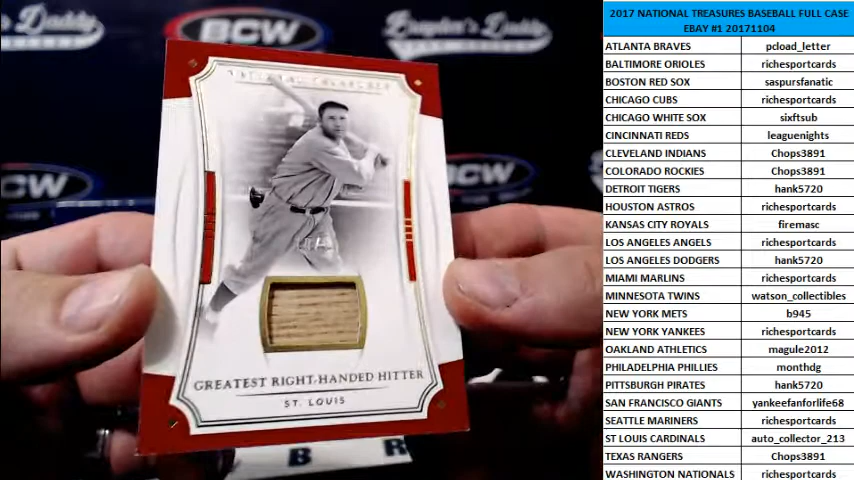 Brayden's Daddy
BCW
BCW
BCW
NATIONAL TREASURES
GREATEST RIGHT-HANDED HITTER
ST. LOUIS
2017 NATIONAL TREASURES BASEBALL FULL CASE
EBAY #1 20171104
ATLANTA BRAVES pcload_letter
BALTIMORE ORIOLES richesportcards
BOSTON RED SOX saspursfanatic
CHICAGO CUBS richesportcards
CHICAGO WHITE SOX sixftsub
CINCINNATI REDS leaguenights
CLEVELAND INDIANS Chops3891
COLORADO ROCKIES Chops3891
DETROIT TIGERS hank5720
HOUSTON ASTROS richesportcards
KANSAS CITY ROYALS firemasc
LOS ANGELES ANGELS richesportcards
LOS ANGELES DODGERS hank5720
MIAMI MARLINS richesportcards
MINNESOTA TWINS watson_collectibles
NEW YORK METS b945
NEW YORK YANKEES richesportcards
OAKLAND ATHLETICS magule2012
PHILADELPHIA PHILLIES monthdg
PITTSBURGH PIRATES hank5720
SAN FRANCISCO GIANTS yankeefanforlife68
SEATTLE MARINERS richesportcards
ST LOUIS CARDINALS auto_collector_213
TEXAS RANGERS Chops3891
WASHINGTON NATIONALS richesportcards